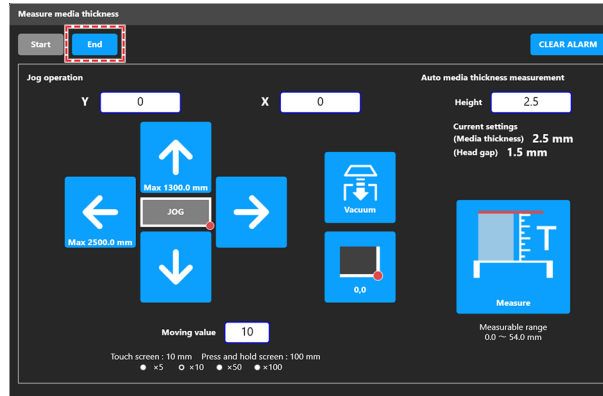 Measure media thickness
Start End CLEAR ALARM
Jog operation
Auto media thickness measurement
Y 0 X 0
Height 2.5
Current settings
(Media thickness) 2.5 mm
(Head gap) 1.5 mm
Max 1300.0 mm
JOG
Max 2500.0 mm
Vacuum
0,0
T
Measure
Moving value 10
Measurable range
0.0 ～ 54.0 mm
Touch screen : 10 mm Press and hold screen : 100 mm
×5 ×10 ×50 ×100